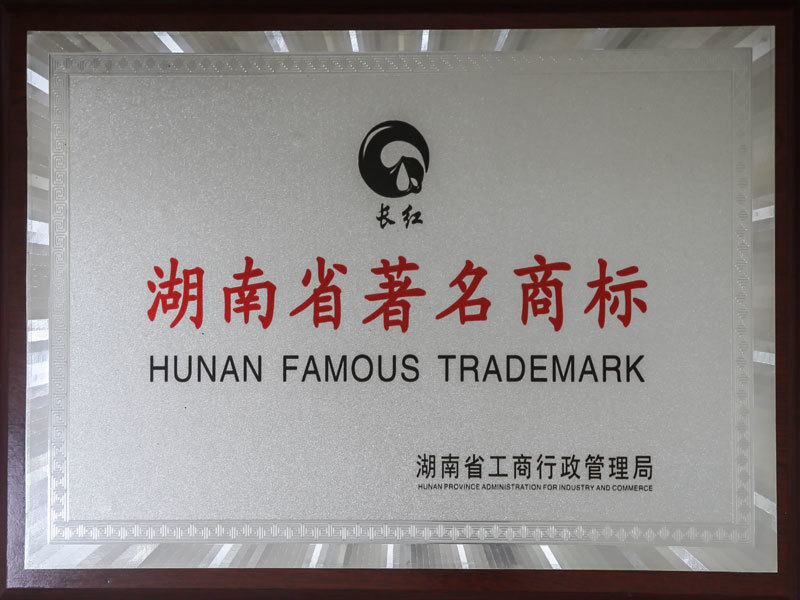 长红
湖南省著名商标
HUNAN FAMOUS TRADEMARK
湖南省工商行政管理局
HUNAN PROVINCE ADMINISTRATION FOR INDUSTRY AND COMMERCE